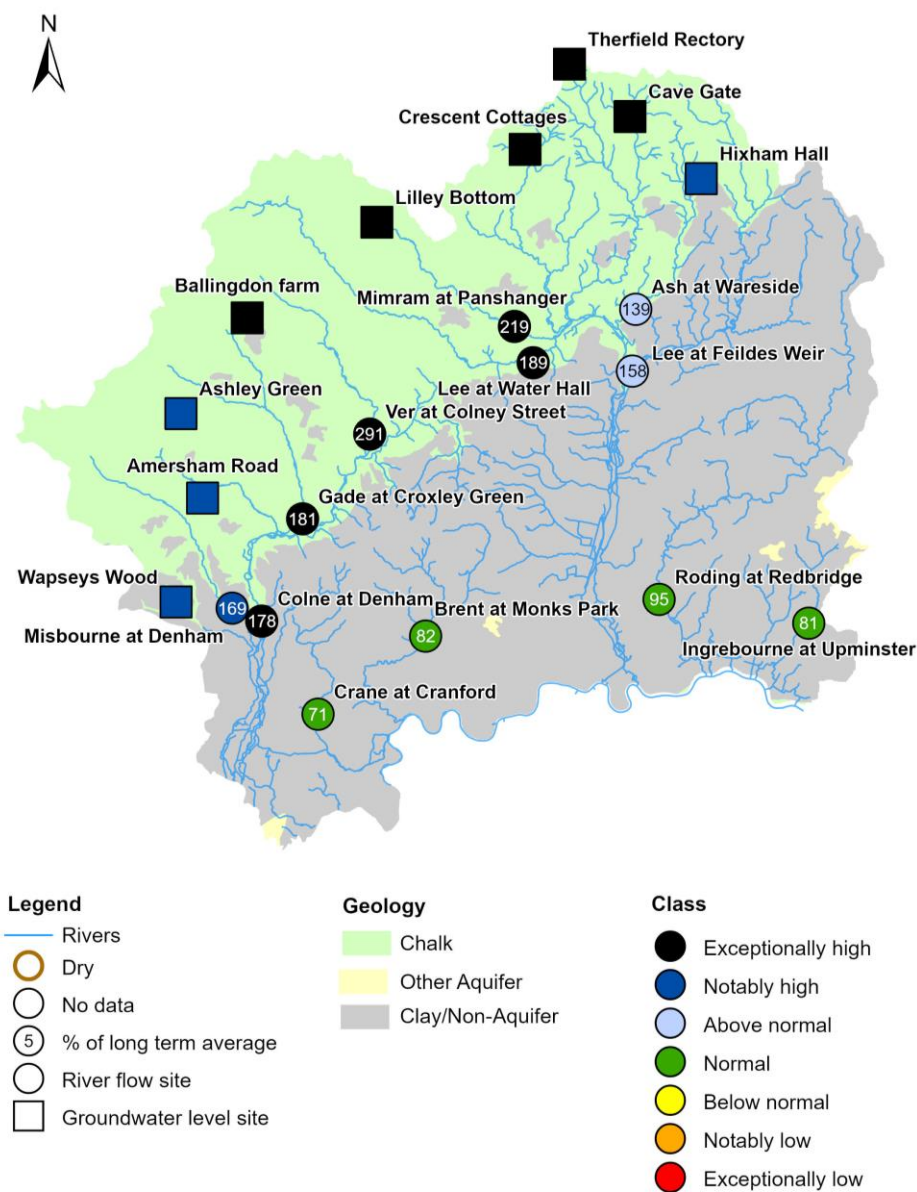 N
Therfield Rectory
Cave Gate
Crescent Cottages
Hixham Hall
Lilley Bottom
Ballingdon farm
Mimram at Panshanger
Ash at Wareside
219
139
189
Lee at Feildes Weir
158
Lee at Water Hall
Ashley Green
Ver at Colney Street
291
Amersham Road
Gade at Croxley Green
181
Wapseys Wood
Colne at Denham
Roding at Redbridge
95
169
178
Brent at Monks Park
82
81
Misbourne at Denham
Ingrebourne at Upminster
Crane at Cranford
71
Legend
Rivers
Dry
No data
5 % of long term average
River flow site
Groundwater level site
Geology
Chalk
Other Aquifer
Clay/Non-Aquifer
Class
Exceptionally high
Notably high
Above normal
Normal
Below normal
Notably low
Exceptionally low